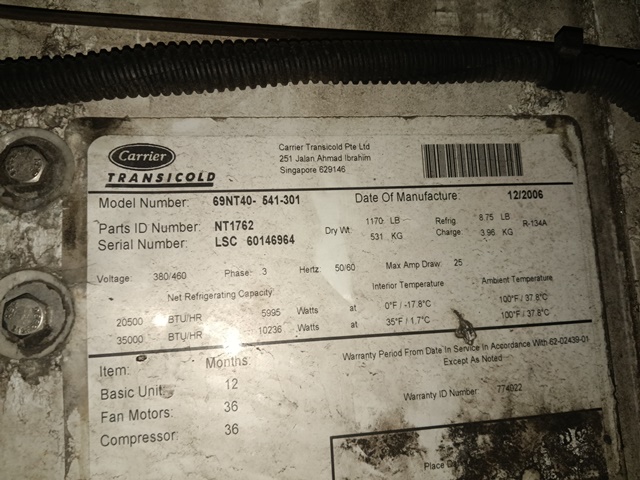 Carrier
TRANSICOLD
Carrier Transicold Pte Ltd
251 Jalan Ahmad Ibrahim
Singapore 629146
Model Number: 69NT40- 541-301
Date Of Manufacture: 12/2006
Parts ID Number: NT1762
Serial Number: LSC 60146964
Dry Wt: 1170 LB
531 KG
Refrig. Charge: 8.75 LB
3.96 KG
R-134A
Voltage: 380/460 Phase: 3 Hertz: 50/60 Max Amp Draw: 25
Net Refrigerating Capacity: Interior Temperature Ambient Temperature
20500 BTU/HR 5995 Watts at 0°F / -17.8°C 100°F / 37.8°C
35000 BTU/HR 10236 Watts at 35°F / 1.7°C 100°F / 37.8°C
Item: Months
Basic Unit: 12
Fan Motors: 36
Compressor: 36
Warranty Period From Date In Service In Accordance With 62-02439-01
Except As Noted
Warranty ID Number: 774922
Place